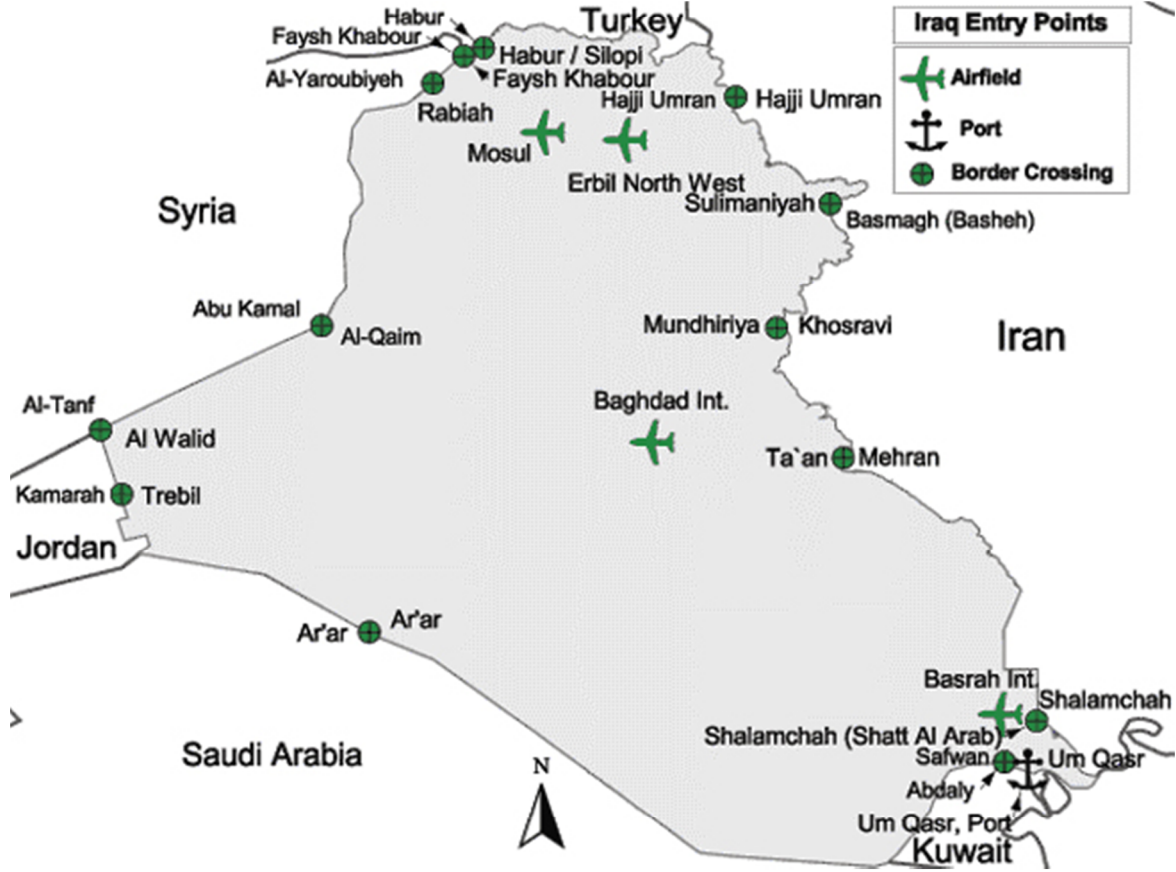 Habur
Turkey
Iraq Entry Points
Faysh Khabour
Habur / Silopi
Al-Yaroubiyeh
Faysh Khabour
Airfield
Rabiah
Hajji Umran
Hajji Umran
Port
Mosul
Border Crossing
Erbil North West
Syria
Sulimaniyah
Basmagh (Basheh)
Abu Kamal
Al-Qaim
Mundhiriya
Khosravi
Iran
Al-Tanf
Al Walid
Baghdad Int.
Ta`an
Mehran
Kamarah
Trebil
Jordan
Ar'ar
Ar'ar
Basrah Int.
Shalamchah
Shalamchah (Shatt Al Arab)
Saudi Arabia
Safwan
Um Qasr
N
Abdaly
Um Qasr, Port
Kuwait